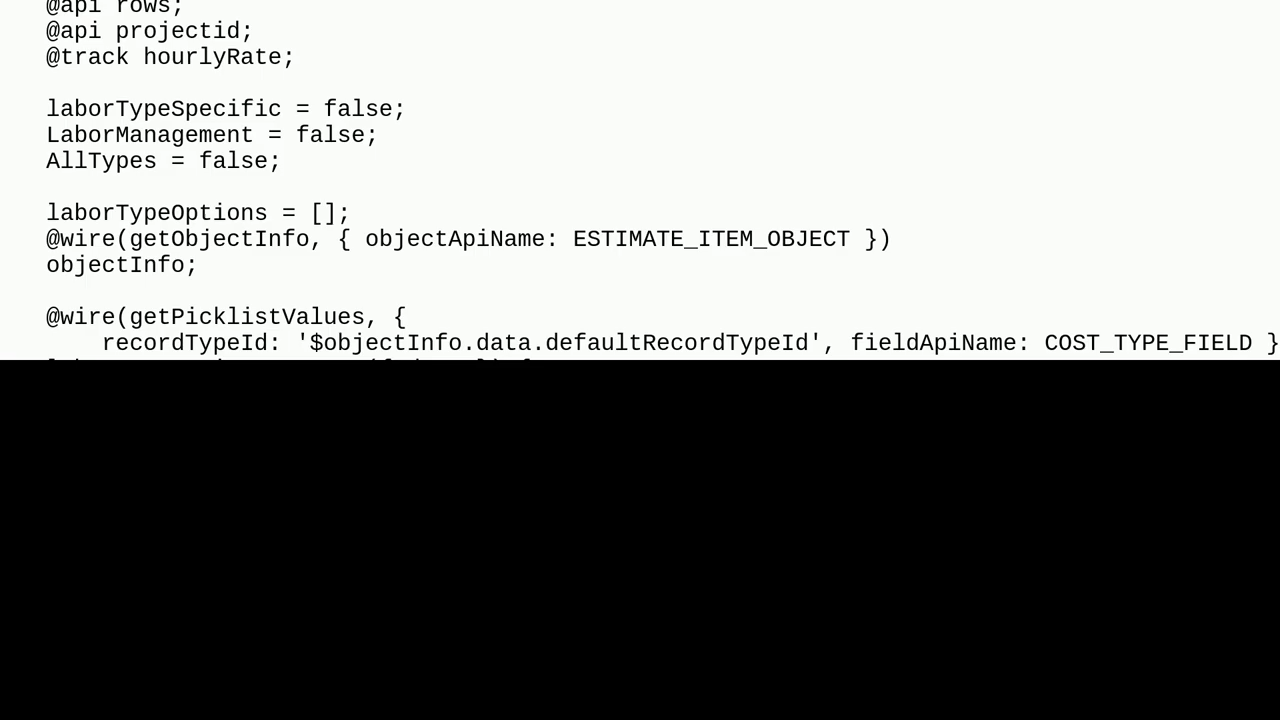 @api rows;
@api projectid;
@track hourlyRate;
laborTypeSpecific = false;
LaborManagement = false;
AllTypes = false;
laborTypeOptions = [];
@wire(getObjectInfo, { objectApiName: ESTIMATE_ITEM_OBJECT })
objectInfo;
@wire(getPicklistValues, {
recordTypeId: '$objectInfo.data.defaultRecordTypeId', fieldApiName: COST_TYPE_FIELD }